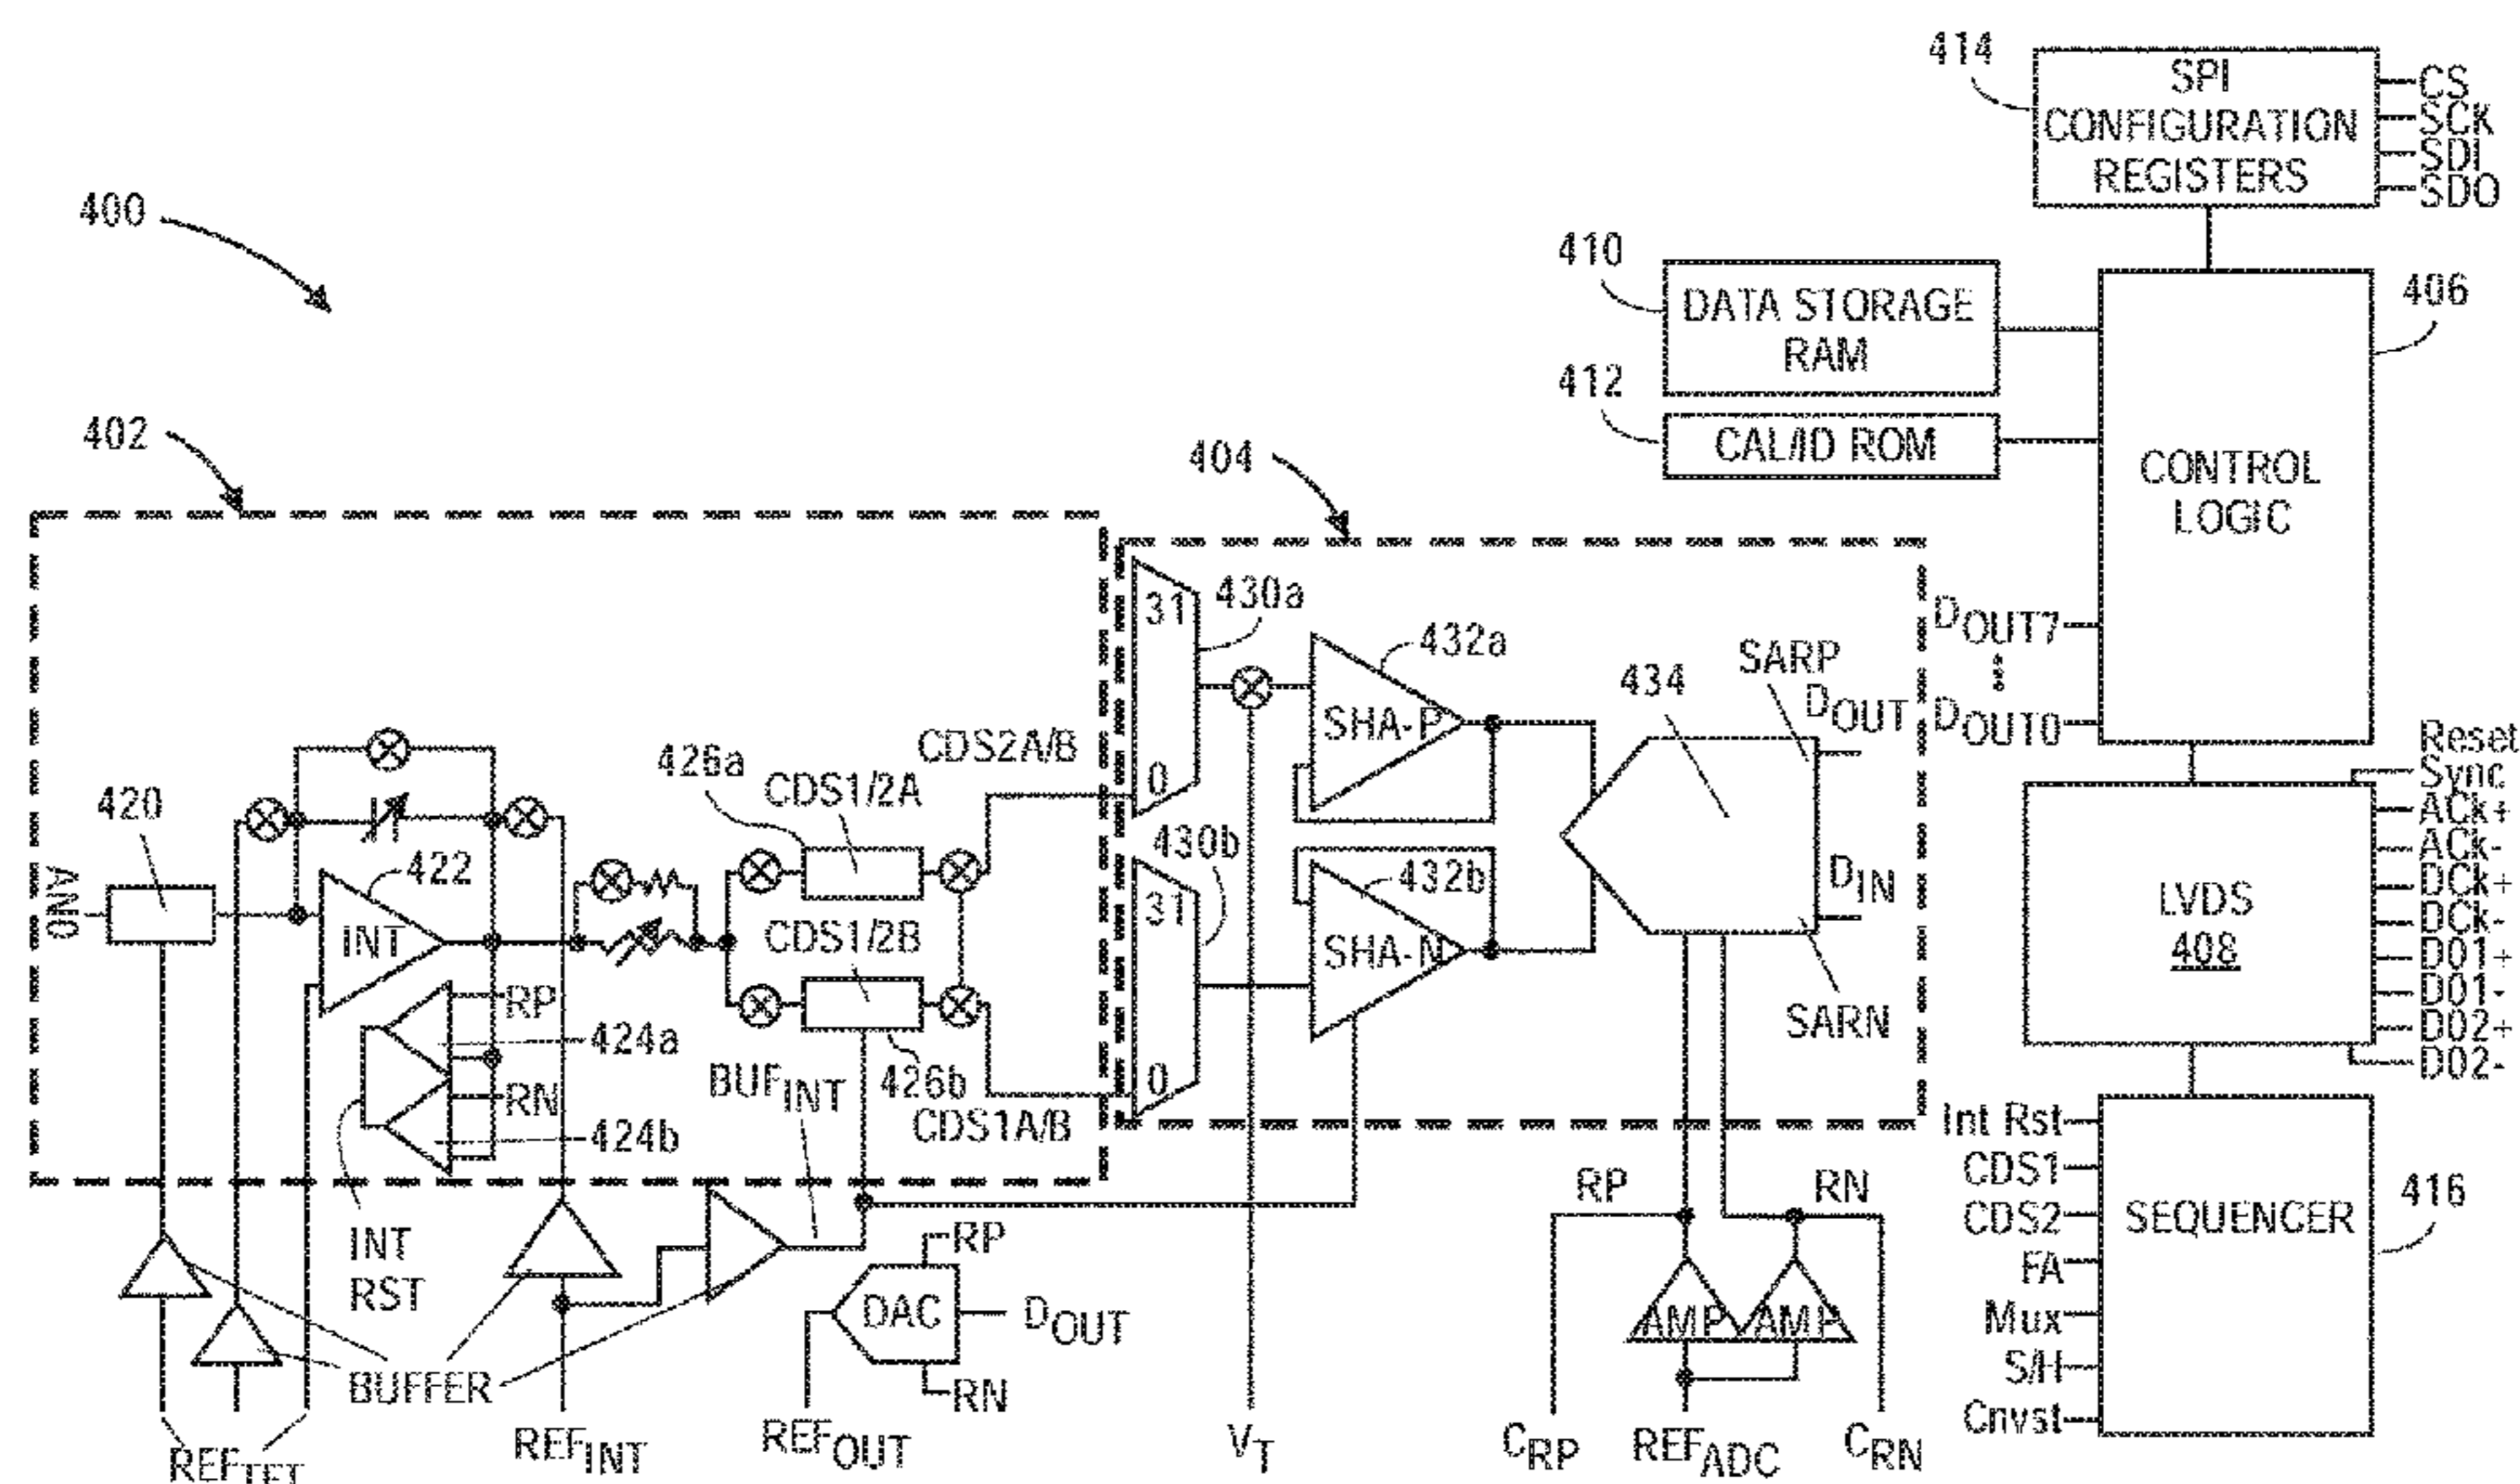 414
SPI
CONFIGURATION
REGISTERS
CS
SCK
SDI
SDO
400
410
DATA STORAGE
RAM
406
412
CAL/ID ROM
CONTROL
LOGIC
402
404
31
430a
0
432a
SHA-P
434
SARP
DOUT
DOUT7
DOUT0
CDS2A/B
426a
CDS1/2A
420
AN0
422
INT
CDS1/2B
430b
31
0
432b
SHA-N
DIN
SARN
LVDS
408
Reset
Sync
ACk+
ACk-
DCk+
DCk-
D01+
D01-
D02+
D02-
RP
424a
RN
424b
BUFINT
426b
CDS1A/B
INT
RST
BUFFER
RP
DAC
DOUT
RN
RP
RN
AMP
AMP
Int Rst
CDS1
CDS2
FA
Mux
S/H
Cnvst
SEQUENCER
416
REFTFT
REFINT
REFOUT
VT
CRP
REFADC
CRN